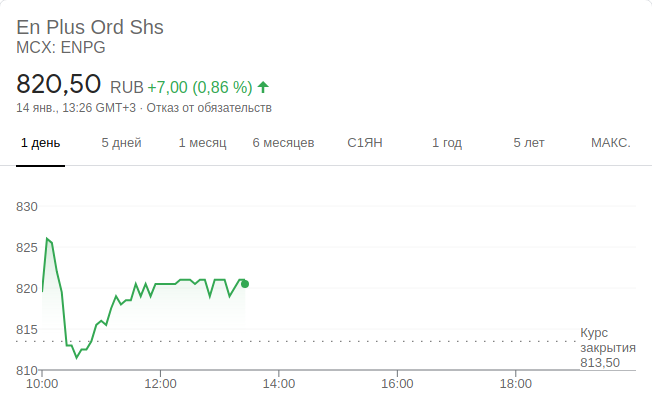 En Plus Ord Shs
MCX: ENPG
820,50 RUB +7,00 (0,86 %)
14 янв., 13:26 GMT+3 · Отказ от обязательств
1 день 5 дней 1 месяц 6 месяцев С1ЯН 1 год 5 лет МАКС.
830
825
820
815
810
Курс
закрытия
813,50
10:00 12:00 14:00 16:00 18:00